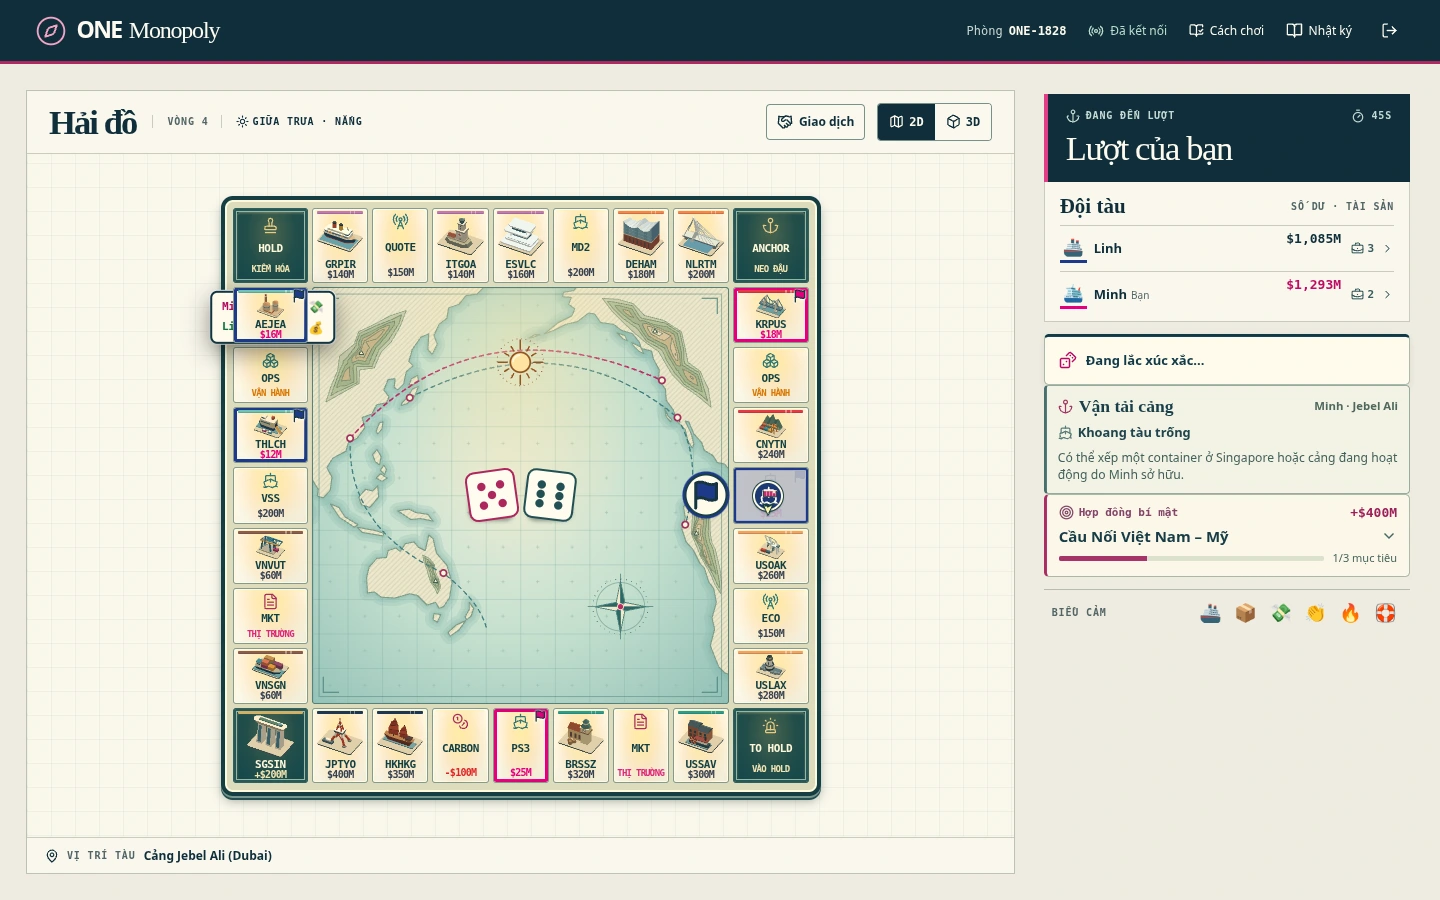 ONE Monopoly
Phòng ONE-1828
Đã kết nối
Cách chơi
Nhật ký
Hải đồ
VÒNG 4
GIỮA TRƯA · NẮNG
Giao dịch
2D
3D
HOLD
KIỂM HÓA
GRPIR
$140M
QUOTE
$150M
ITGOA
$140M
ESVLC
$160M
MD2
$200M
DEHAM
$180M
NLRTM
$200M
ANCHOR
NEO ĐẬU
Mi
Li
AEJEA
$16M
KRPUS
$18M
OPS
VẬN HÀNH
OPS
VẬN HÀNH
THLCH
$12M
CNYTN
$240M
VSS
$200M
VNVUT
$60M
USOAK
$260M
MKT
THỊ TRƯỜNG
ECO
$150M
VNSGN
$60M
USLAX
$280M
SGSIN
+$200M
JPTYO
$400M
HKHKG
$350M
CARBON
-$100M
PS3
$25M
BRSSZ
$320M
MKT
THỊ TRƯỜNG
USSAV
$300M
TO HOLD
VÀO HOLD
VỊ TRÍ TÀU Cảng Jebel Ali (Dubai)
ĐANG ĐẾN LƯỢT
45S
Lượt của bạn
Đội tàu
SỐ DƯ · TÀI SẢN
Linh
$1,085M
3
Minh Bạn
$1,293M
2
Đang lắc xúc xắc...
Vận tải cảng
Minh · Jebel Ali
Khoang tàu trống
Có thể xếp một container ở Singapore hoặc cảng đang hoạt
động do Minh sở hữu.
Hợp đồng bí mật
+$400M
Cầu Nối Việt Nam – Mỹ
1/3 mục tiêu
BIỂU CẢM